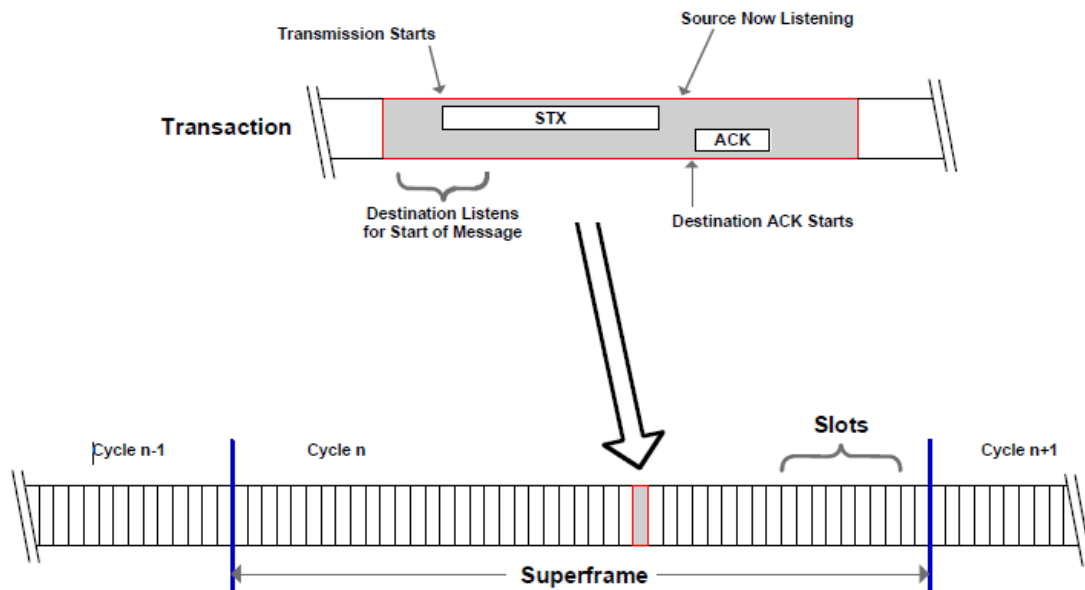 Source Now Listening
Transmission Starts
Transaction
STX
ACK
Destination Listens
for Start of Message
Destination ACK Starts
Slots
Cycle n-1
Cycle n
Cycle n+1
Superframe